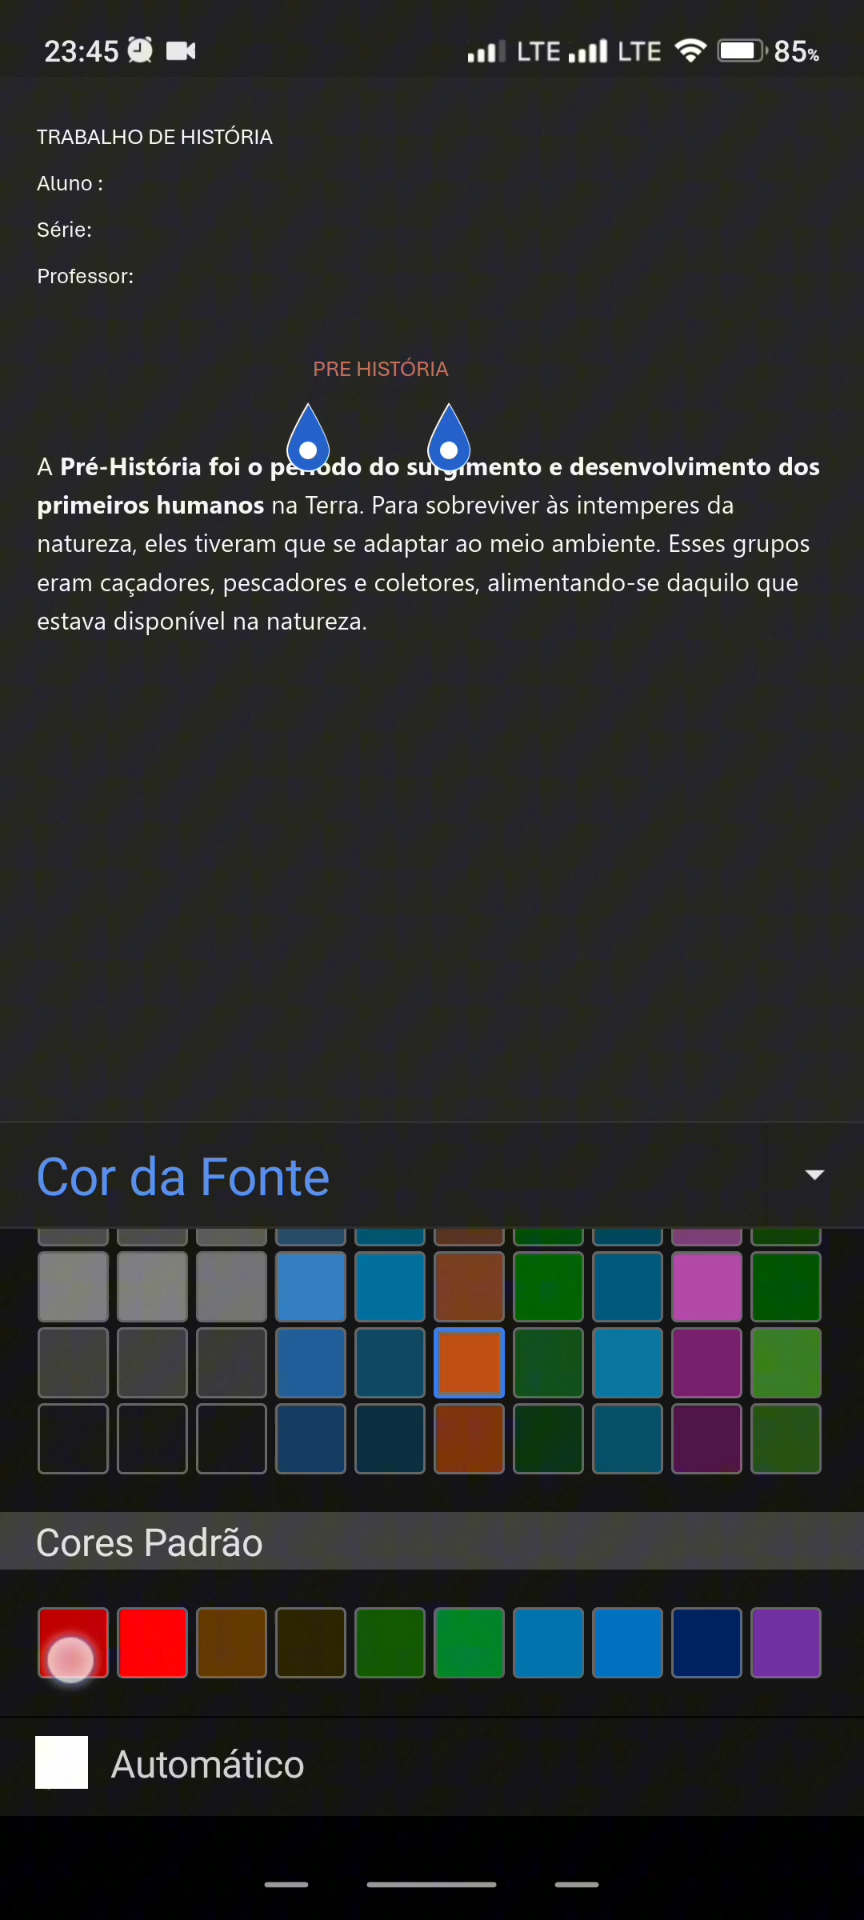 23:45 LTE LTE 85%
TRABALHO DE HISTÓRIA
Aluno :
Série:
Professor:
PRE HISTÓRIA
A Pré-História foi o período do surgimento e desenvolvimento dos
primeiros humanos na Terra. Para sobreviver às intemperes da
natureza, eles tiveram que se adaptar ao meio ambiente. Esses grupos
eram caçadores, pescadores e coletores, alimentando-se daquilo que
estava disponível na natureza.
Cor da Fonte
Cores Padrão
Automático